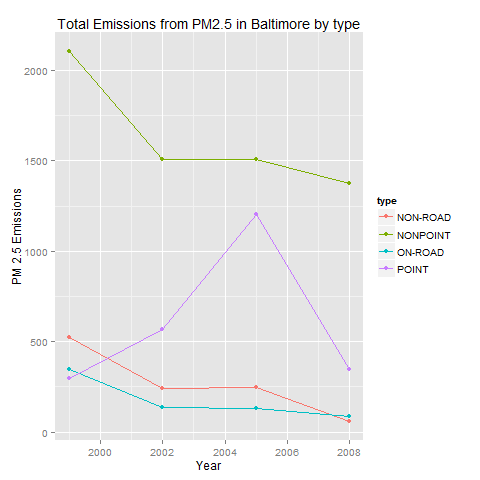 Total Emissions from PM2.5 in Baltimore by type
PM 2.5 Emissions
2000
1500
1000
500
0
2000 2002 2004 2006 2008
Year
type
NON-ROAD
NONPOINT
ON-ROAD
POINT